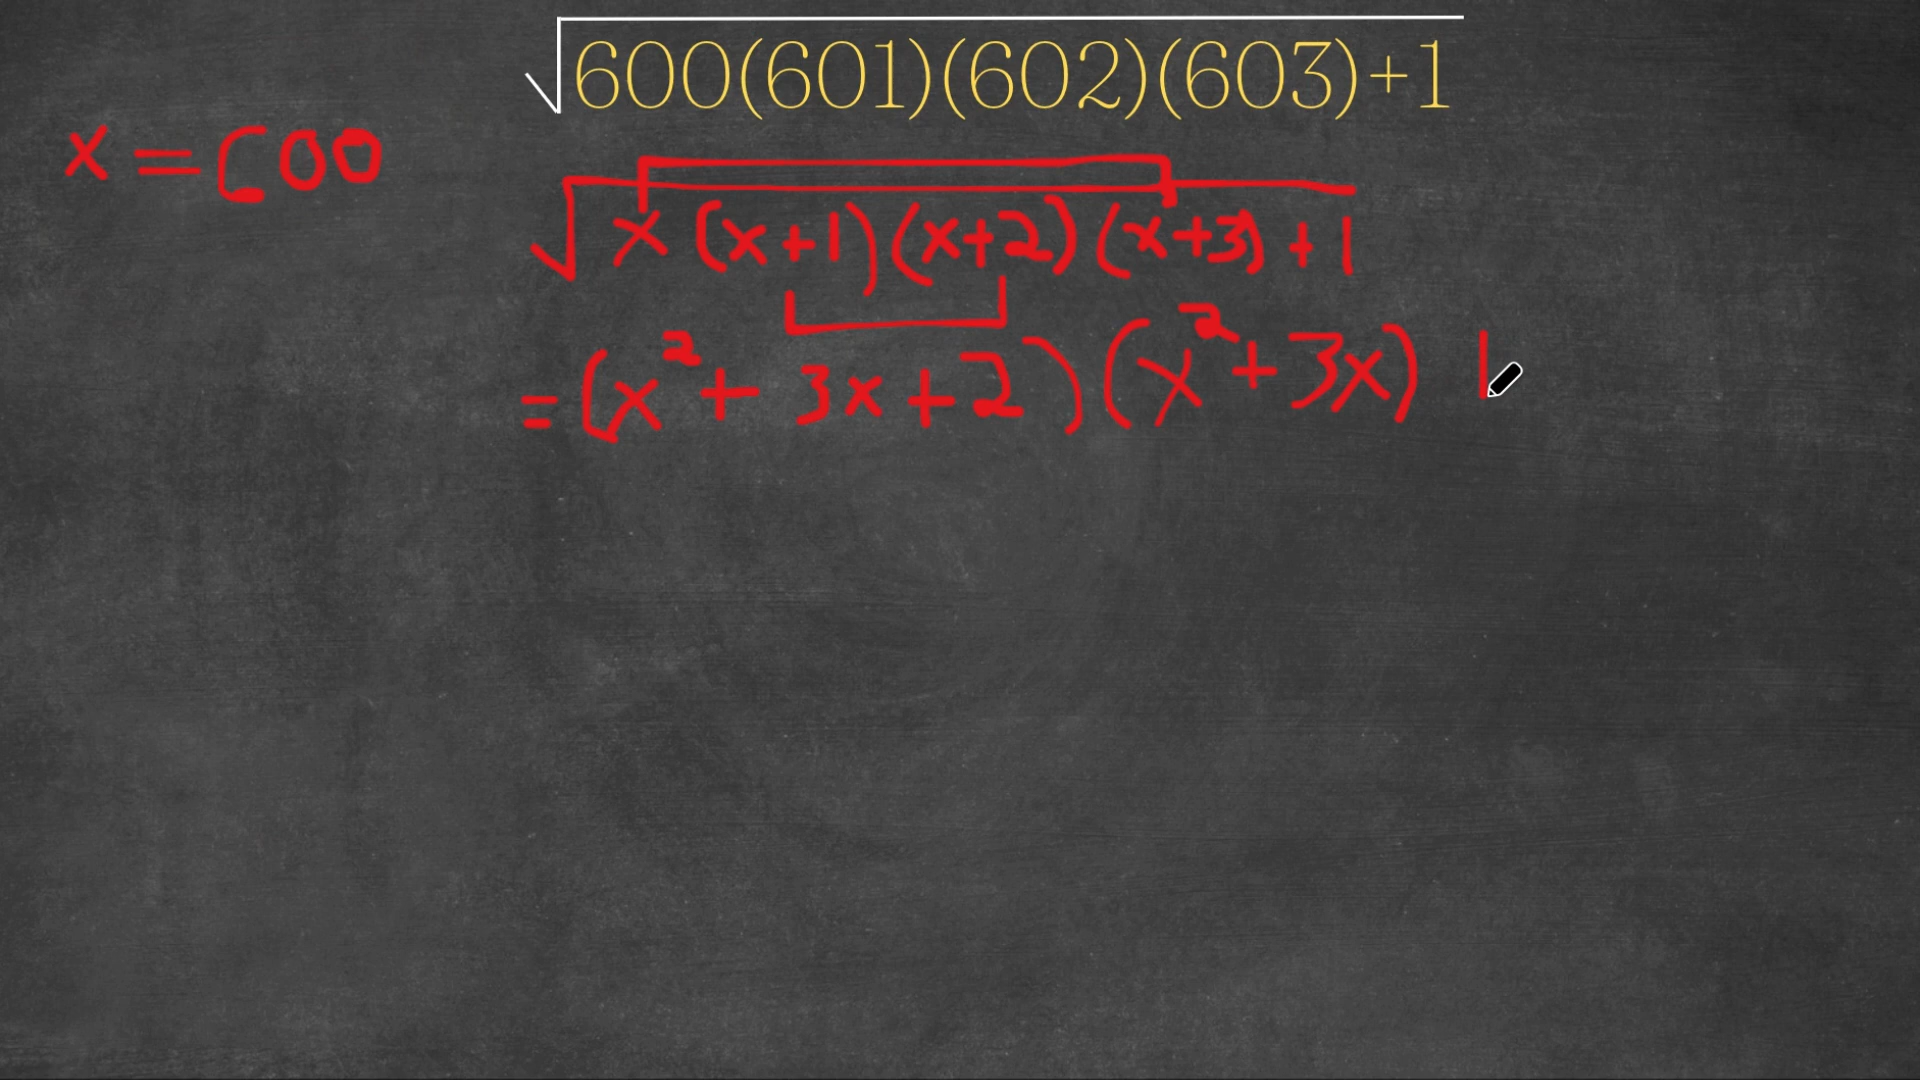 √600(601)(602)(603)+1
x = 600
√x(x+1)(x+2)(x+3)+1
=(x²+3x+2)(x²+3x) 1